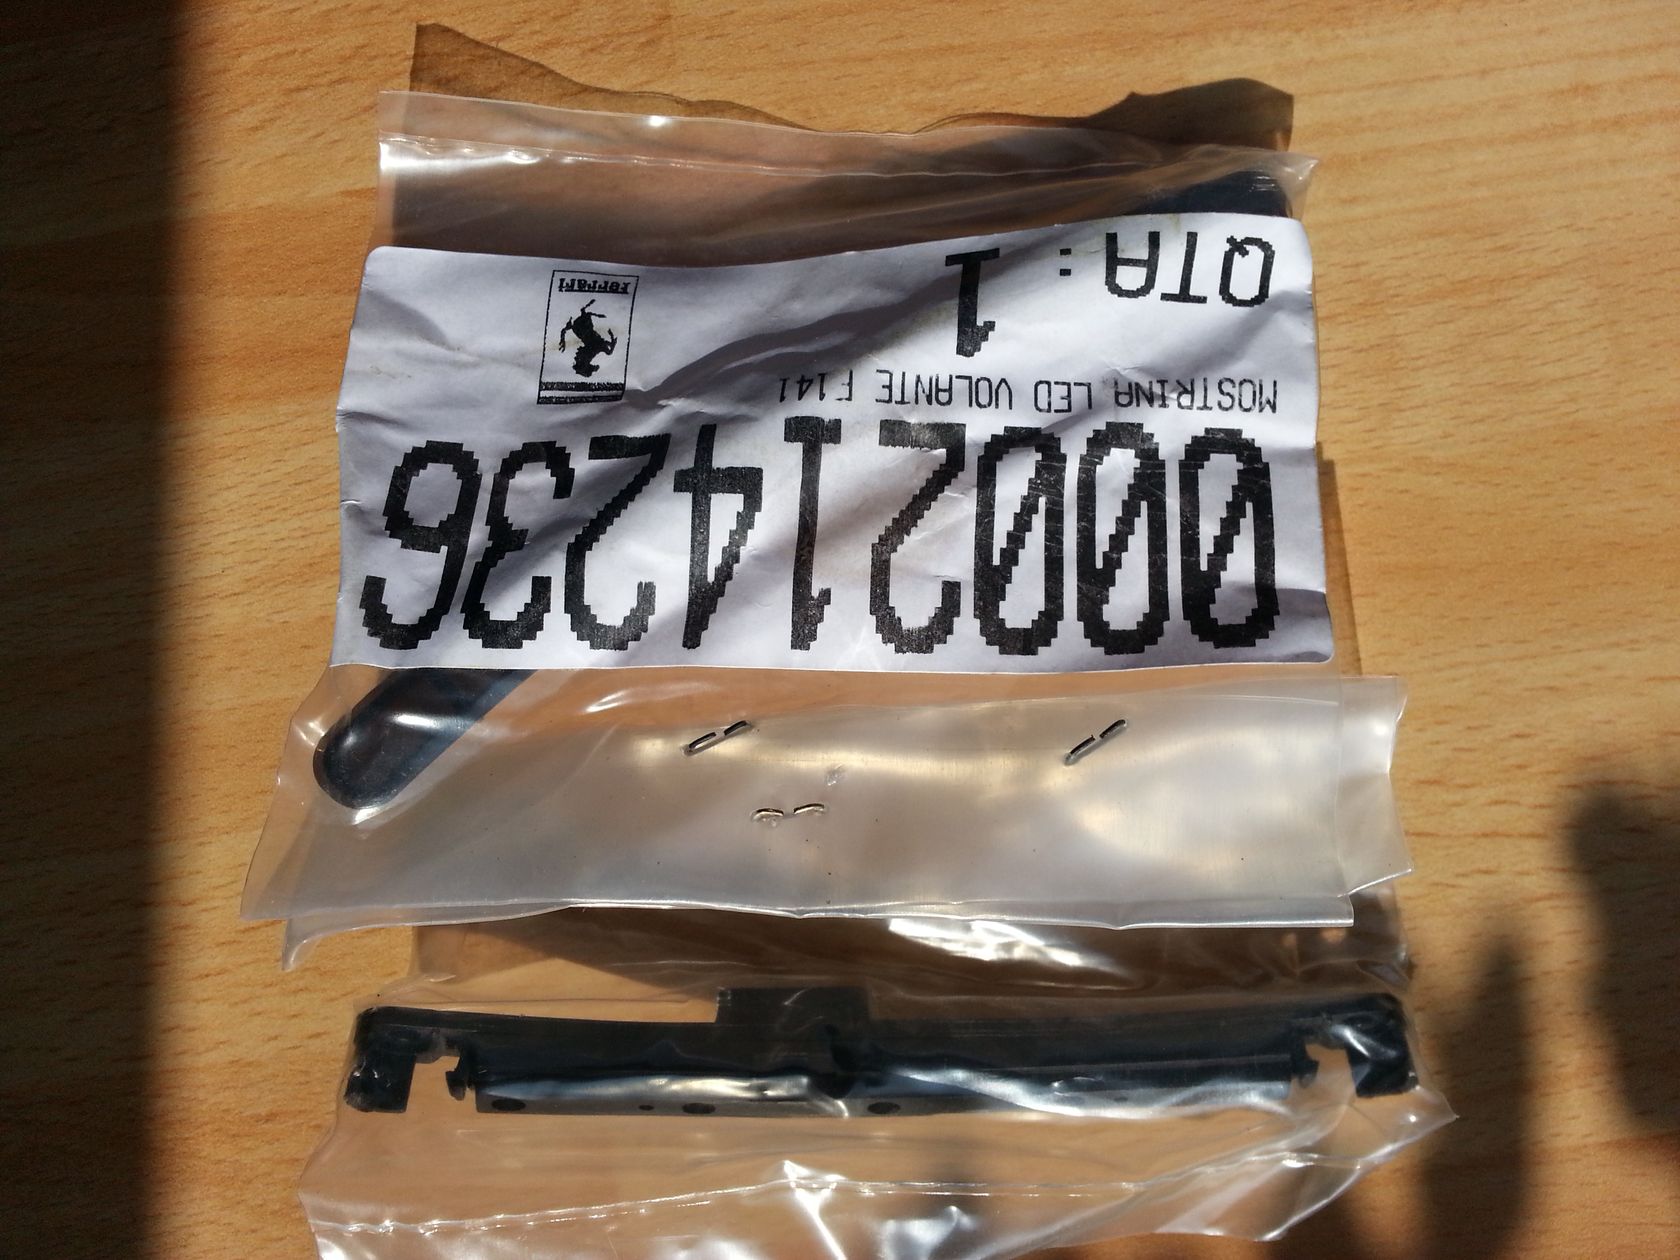 000214236
MOSTRINA LED VOLANTE F141
QTA: 1
Ferrari